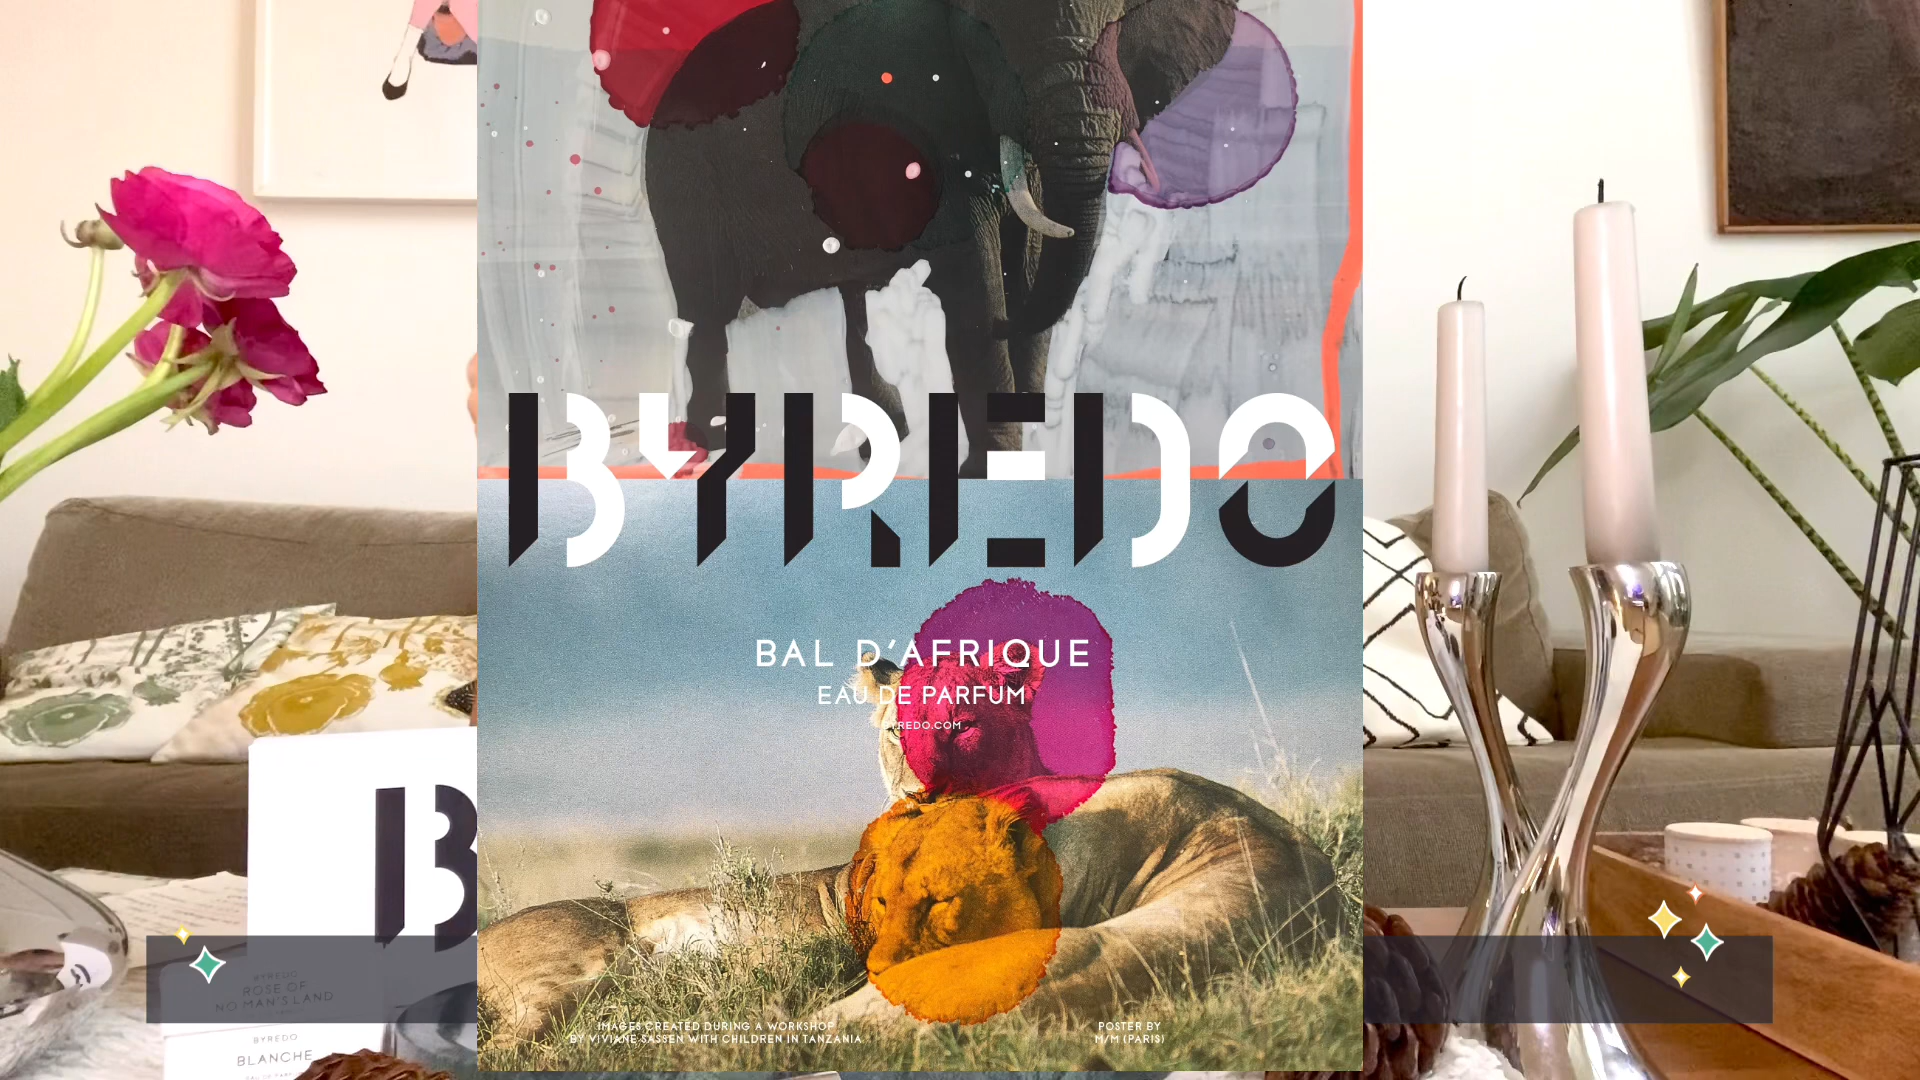 BYREDO
BAL D'AFRIQUE
EAU DE PARFUM
BYREDO.COM
IMAGES CREATED DURING A WORKSHOP
BY VIVIANE SASSEN WITH CHILDREN IN TANZANIA
POSTER BY
M/M (PARIS)
B
BYREDO
ROSE OF
NO MAN'S LAND
BYREDO
BLANCHE